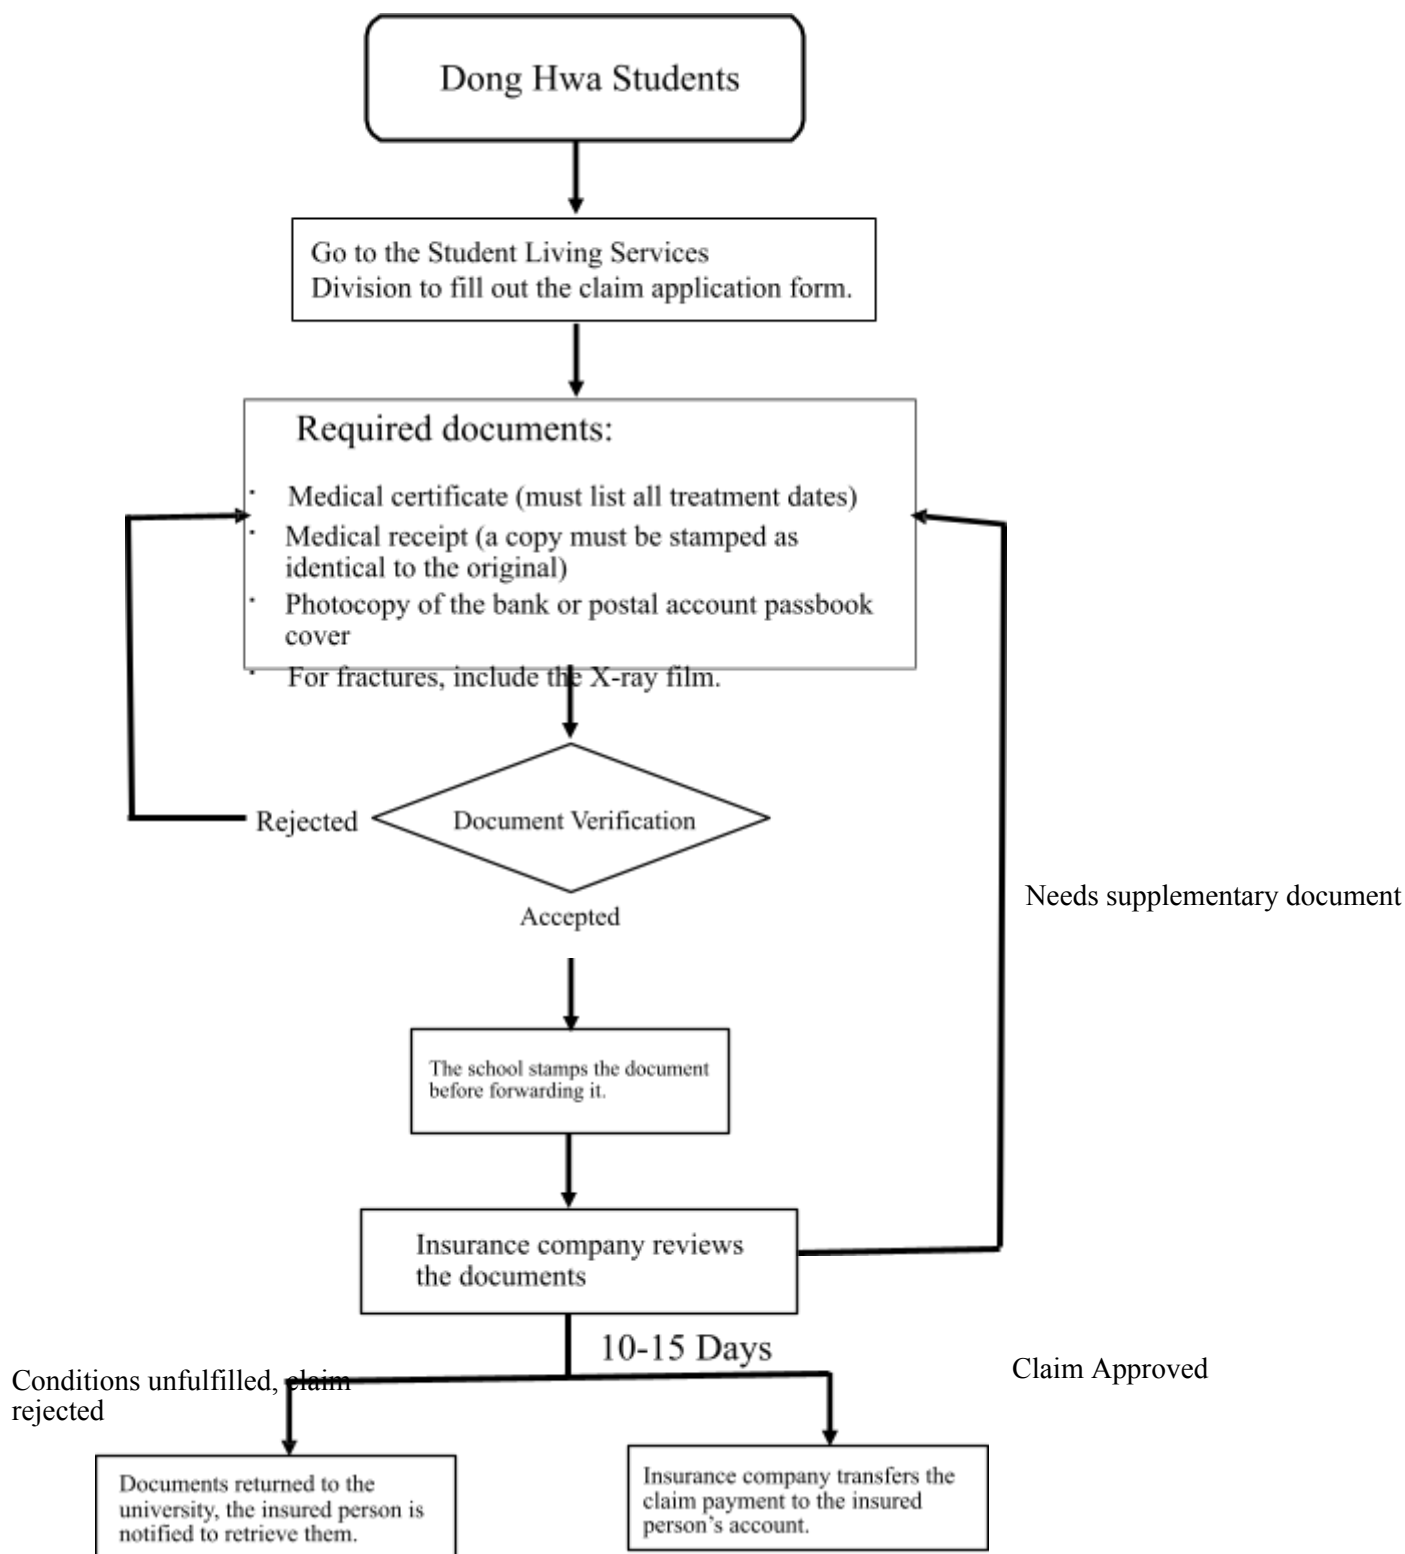 Dong Hwa Students
Go to the Student Living Services
Division to fill out the claim application form.
Required documents:
· Medical certificate (must list all treatment dates)
· Medical receipt (a copy must be stamped as
identical to the original)
· Photocopy of the bank or postal account passbook
cover
· For fractures, include the X-ray film.
Rejected
Document Verification
Needs supplementary document
Accepted
The school stamps the document
before forwarding it.
Insurance company reviews
the documents
10-15 Days
Claim Approved
Conditions unfulfilled, claim
rejected
Documents returned to the
university, the insured person is
notified to retrieve them.
Insurance company transfers the
claim payment to the insured
person’s account.